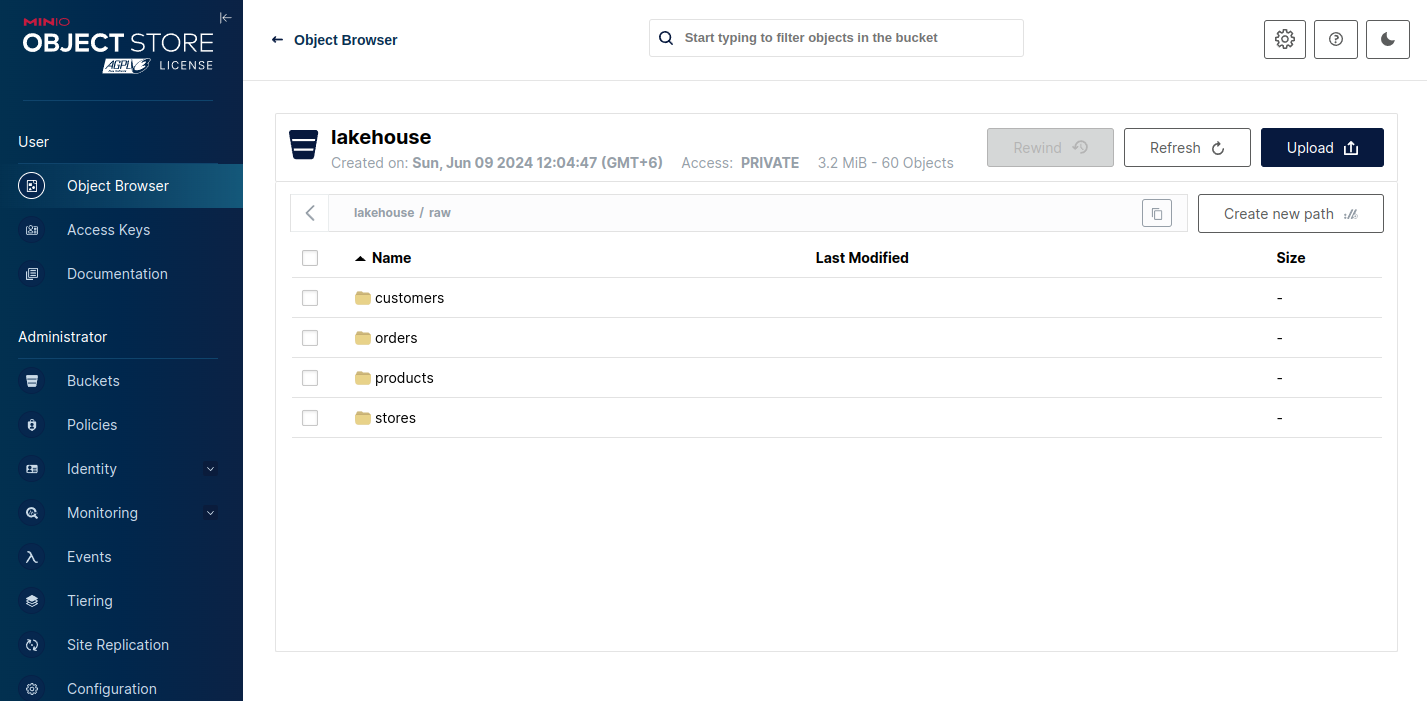 MINIO
OBJECT STORE
AGPLv3 LICENSE
User
Object Browser
Access Keys
Documentation
Administrator
Buckets
Policies
Identity
Monitoring
Events
Tiering
Site Replication
Configuration
Object Browser
Start typing to filter objects in the bucket
lakehouse
Created on: Sun, Jun 09 2024 12:04:47 (GMT+6) Access: PRIVATE 3.2 MiB - 60 Objects
Rewind
Refresh
Upload
lakehouse / raw
Create new path
Name Last Modified Size
customers -
orders -
products -
stores -